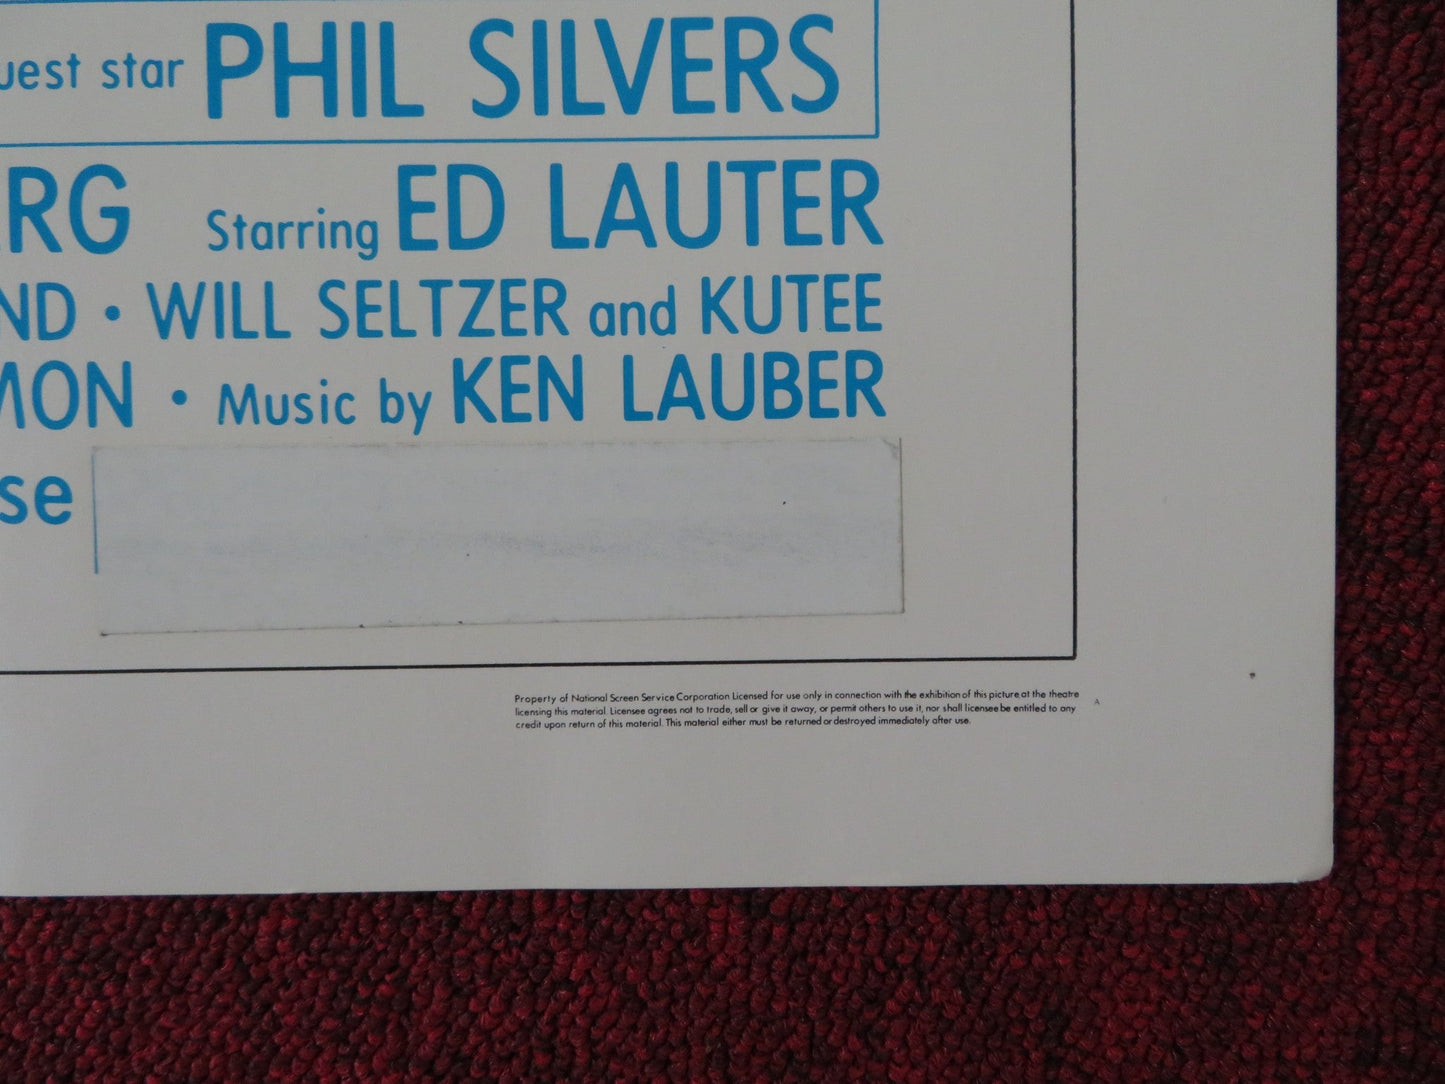 uest star PHIL SILVERS
ERG Starring ED LAUTER
ND · WILL SELTZER and KUTEE
MON · Music by KEN LAUBER
se
Property of National Screen Service Corporation Licensed for use only in connection with the exhibition of this picture at the theatre
licensing this material. Licensee agrees not to trade, sell or give it away, or permit others to use it, nor shall licensee be entitled to any
credit upon return of this material. This material either must be returned or destroyed immediately after use.
A